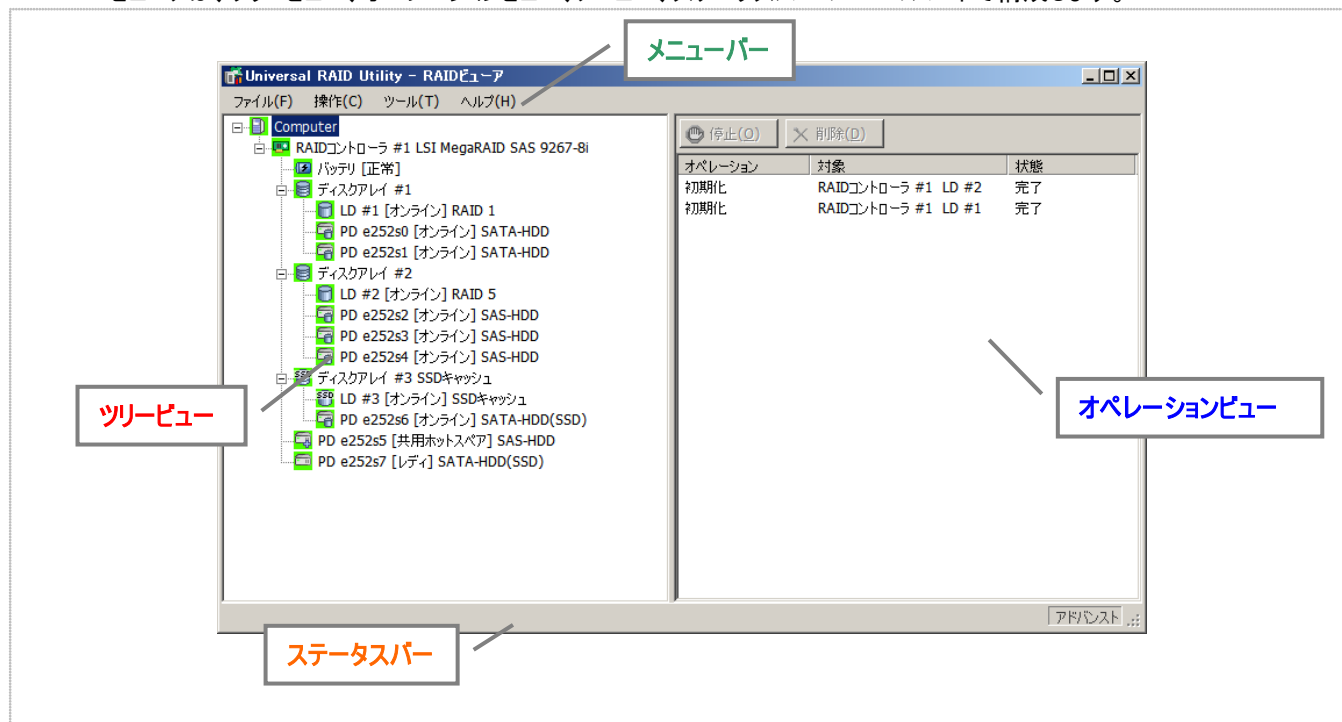 メニューバー
Universal RAID Utility - RAIDビューア
ファイル(F) 操作(C) ツール(T) ヘルプ(H)
Computer
RAIDコントローラ #1 LSI MegaRAID SAS 9267-8i
バッテリ [正常]
ディスクアレイ #1
LD #1 [オンライン] RAID 1
PD e252s0 [オンライン] SATA-HDD
PD e252s1 [オンライン] SATA-HDD
ディスクアレイ #2
LD #2 [オンライン] RAID 5
PD e252s2 [オンライン] SAS-HDD
PD e252s3 [オンライン] SAS-HDD
PD e252s4 [オンライン] SAS-HDD
ディスクアレイ #3 SSDキャッシュ
LD #3 [オンライン] SSDキャッシュ
PD e252s6 [オンライン] SATA-HDD(SSD)
PD e252s5 [共用ホットスペア] SAS-HDD
PD e252s7 [レディ] SATA-HDD(SSD)
停止(O) 削除(D)
オペレーション 対象 状態
初期化 RAIDコントローラ #1 LD #2 完了
初期化 RAIDコントローラ #1 LD #1 完了
ツリービュー
オペレーションビュー
アドバンスト
ステータスバー